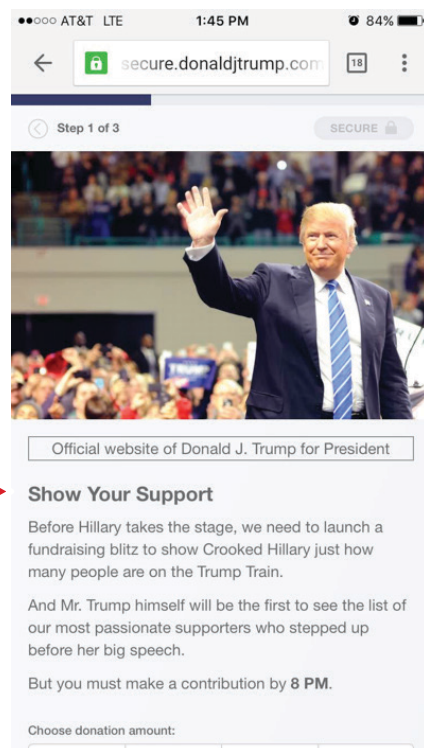 AT&T LTE 1:45 PM 84%
secure.donaldjtrump.com 18
Step 1 of 3 SECURE
TRUMP
Official website of Donald J. Trump for President
Show Your Support
Before Hillary takes the stage, we need to launch a
fundraising blitz to show Crooked Hillary just how
many people are on the Trump Train.
And Mr. Trump himself will be the first to see the list of
our most passionate supporters who stepped up
before her big speech.
But you must make a contribution by 8 PM.
Choose donation amount: